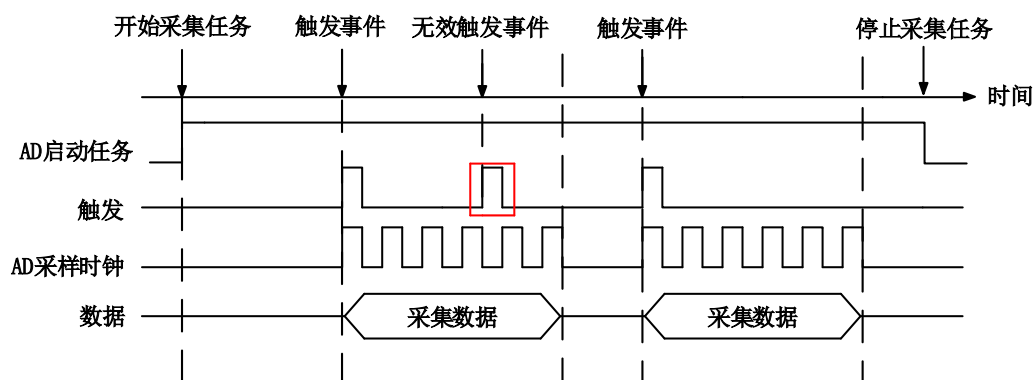 开始采集任务 触发事件 无效触发事件 触发事件 停止采集任务
时间
AD启动任务
触发
AD采样时钟
数据 采集数据 采集数据